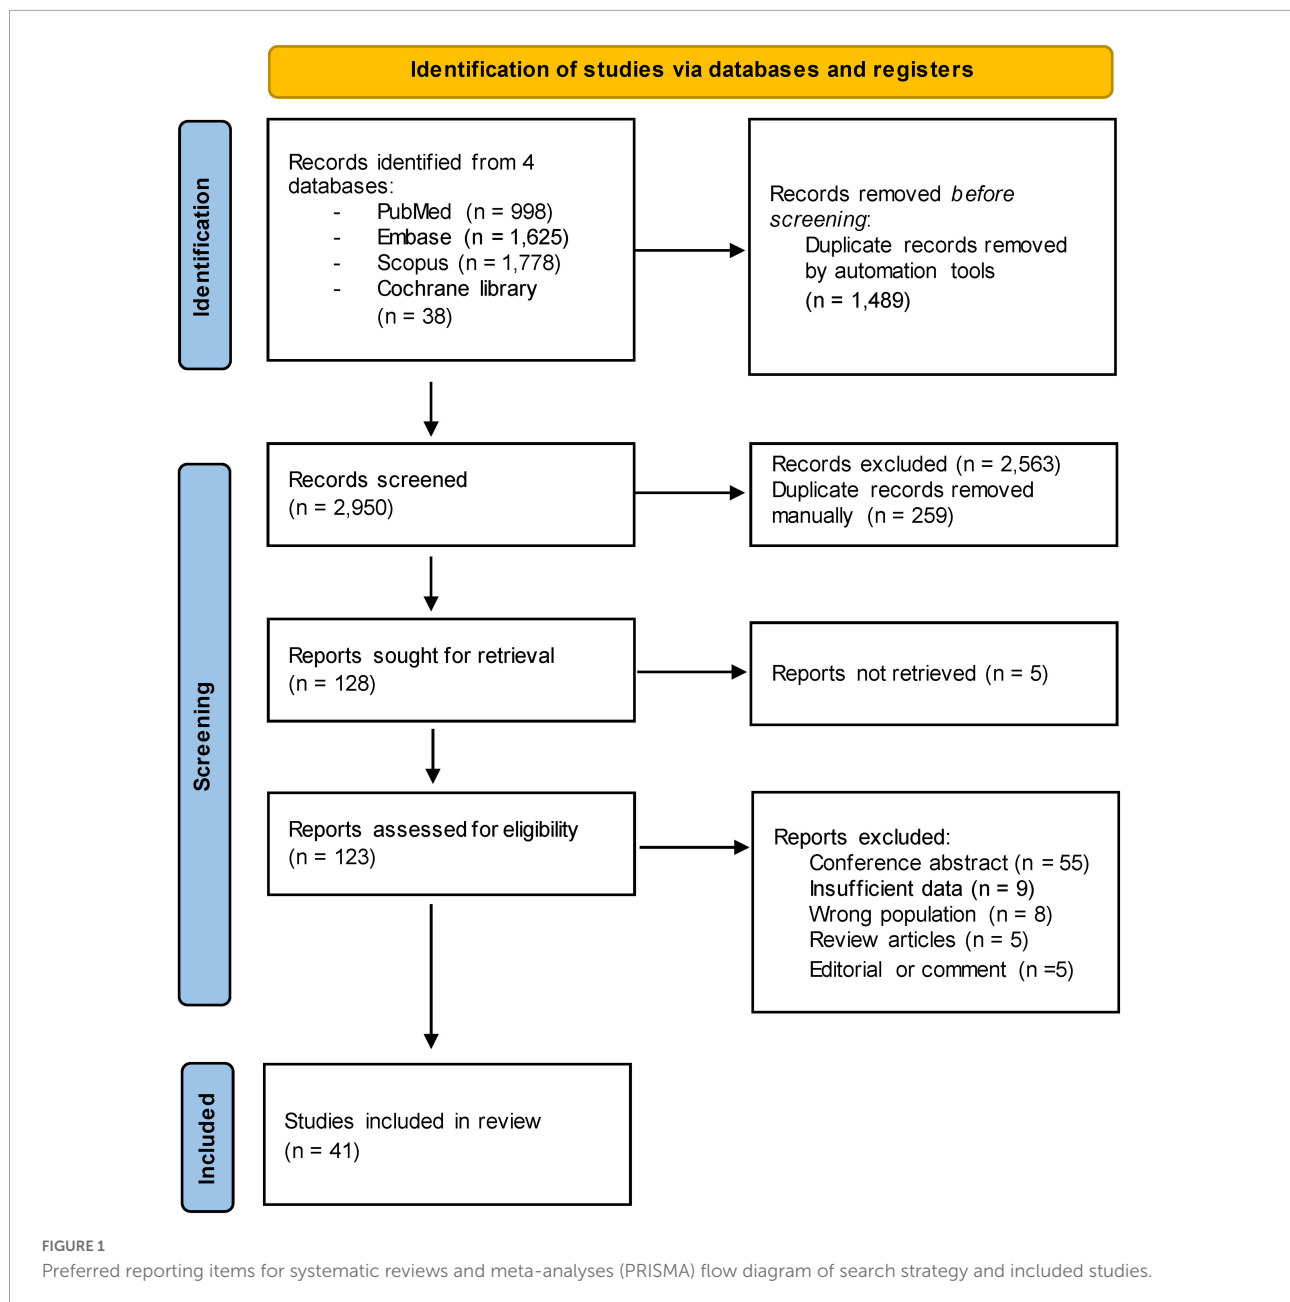 Identification of studies via databases and registers
Identification
Records identified from 4
databases:
- PubMed (n = 998)
- Embase (n = 1,625)
- Scopus (n = 1,778)
- Cochrane library
(n = 38)
Records removed before
screening:
Duplicate records removed
by automation tools
(n = 1,489)
Screening
Records screened
(n = 2,950)
Records excluded (n = 2,563)
Duplicate records removed
manually (n = 259)
Reports sought for retrieval
(n = 128)
Reports not retrieved (n = 5)
Reports assessed for eligibility
(n = 123)
Reports excluded:
Conference abstract (n = 55)
Insufficient data (n = 9)
Wrong population (n = 8)
Review articles (n = 5)
Editorial or comment (n =5)
Included
Studies included in review
(n = 41)
FIGURE 1
Preferred reporting items for systematic reviews and meta-analyses (PRISMA) flow diagram of search strategy and included studies.